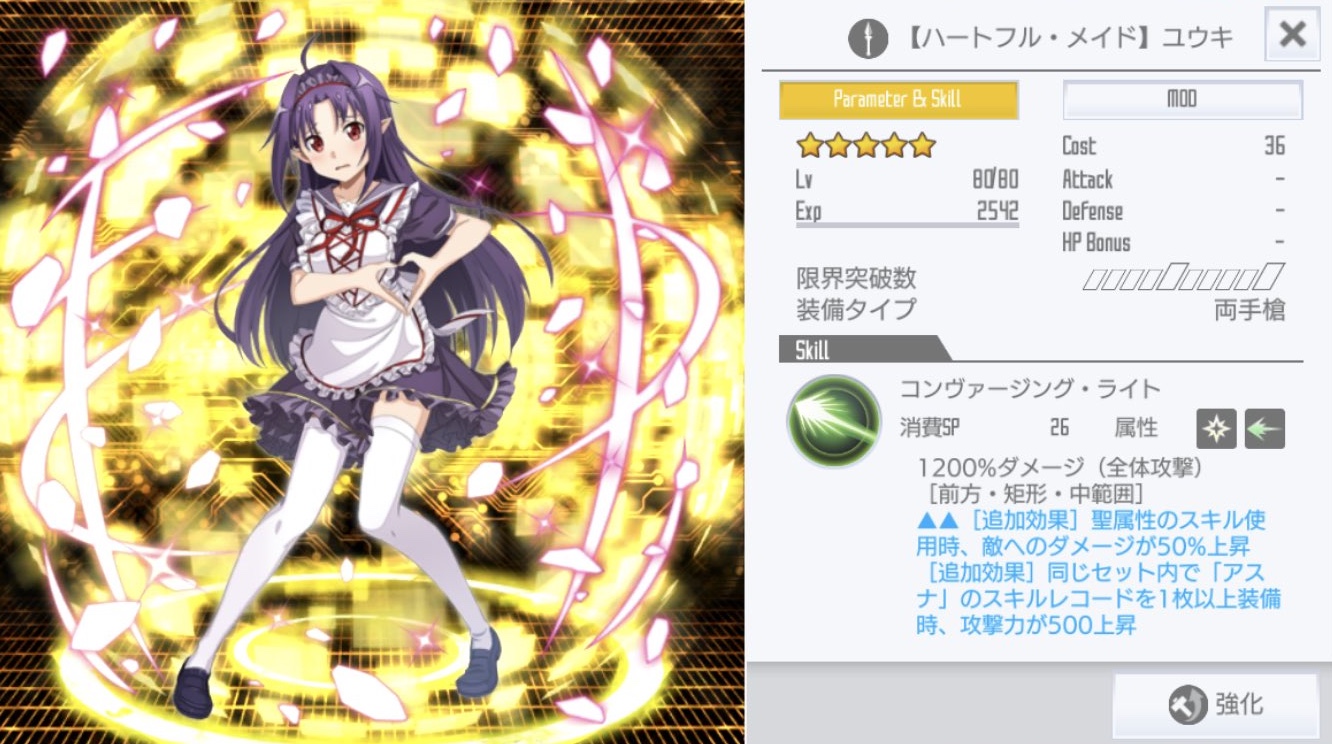 【ハートフル・メイド】ユウキ
Parameter & Skill
MOD
Lv 80/80
Exp 2542
Cost 36
Attack -
Defense -
HP Bonus -
限界突破数
装備タイプ 両手槍
Skill
コンヴァージング・ライト
消費SP 26 属性
1200%ダメージ（全体攻撃）
［前方・矩形・中範囲］
▲▲［追加効果］聖属性のスキル使
用時、敵へのダメージが50%上昇
［追加効果］同じセット内で「アス
ナ」のスキルレコードを1枚以上装備
時、攻撃力が500上昇
強化